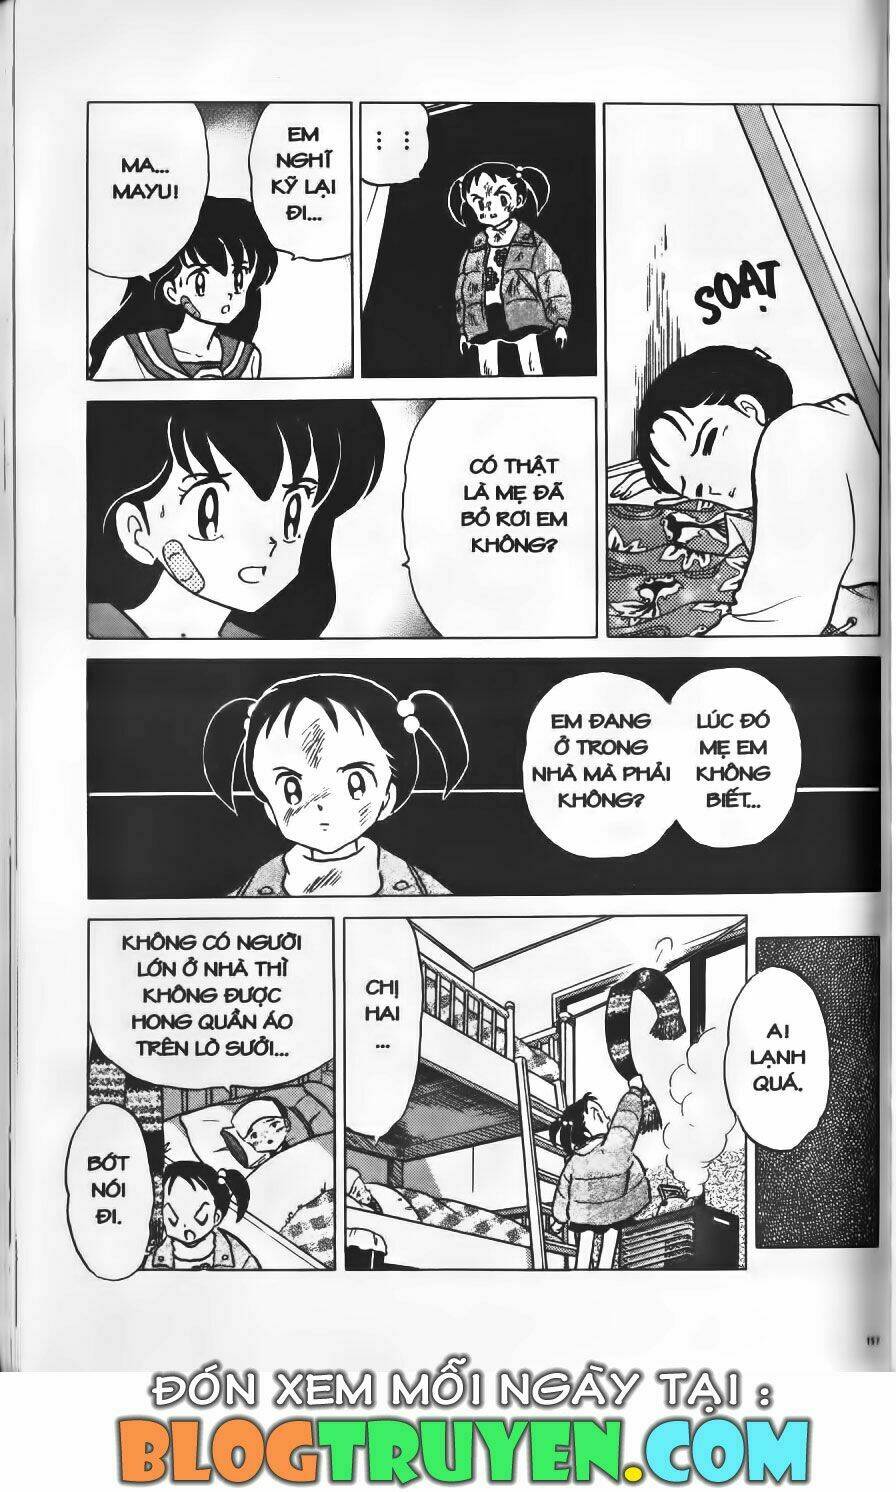 SOẠT
⋮ ⋮
EM
NGHĨ
KỸ LẠI
ĐI...
MA...
MAYU!
CÓ THẬT
LÀ MẸ ĐÃ
BỎ RƠI EM
KHÔNG?
LÚC ĐÓ
MẸ EM
KHÔNG
BIẾT...
EM ĐANG
Ở TRONG
NHÀ MÀ PHẢI
KHÔNG?
AI
LẠNH
QUÁ.
CHỊ
HAI
...
KHÔNG CÓ NGƯỜI
LỚN Ở NHÀ THÌ
KHÔNG ĐƯỢC
HONG QUẦN ÁO
TRÊN LÒ SƯỞI...
BỚT
NÓI
ĐI.
157
ĐÓN XEM MỖI NGÀY TẠI :
BLOGTRUYEN.COM